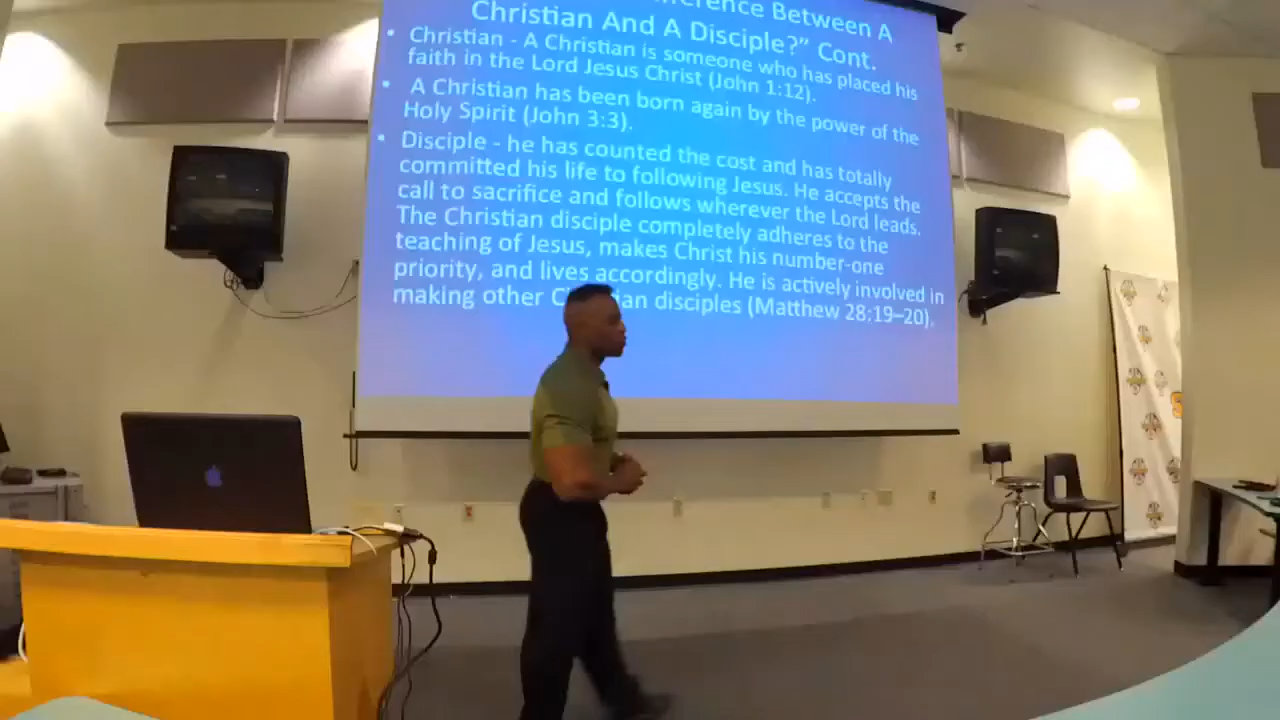 Between A
Christian And A Disciple?" Cont.
• Christian - A Christian is someone who has placed his
faith in the Lord Jesus Christ (John 1:12).
• A Christian has been born again by the power of the
Holy Spirit (John 3:3).
• Disciple - he has counted the cost and has totally
committed his life to following Jesus. He accepts the
call to sacrifice and follows wherever the Lord leads.
The Christian disciple completely adheres to the
teaching of Jesus, makes Christ his number-one
priority, and lives accordingly. He is actively involved in
making other disciples (Matthew 28:19–20).